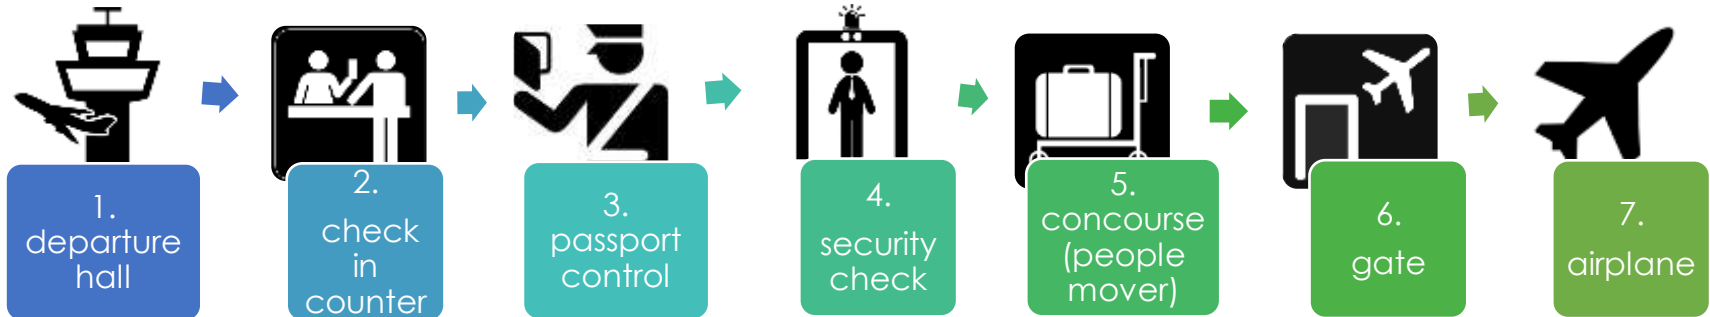 1.
departure
hall
2.
check
in
counter
3.
passport
control
4.
security
check
5.
concourse
(people
mover)
6.
gate
7.
airplane